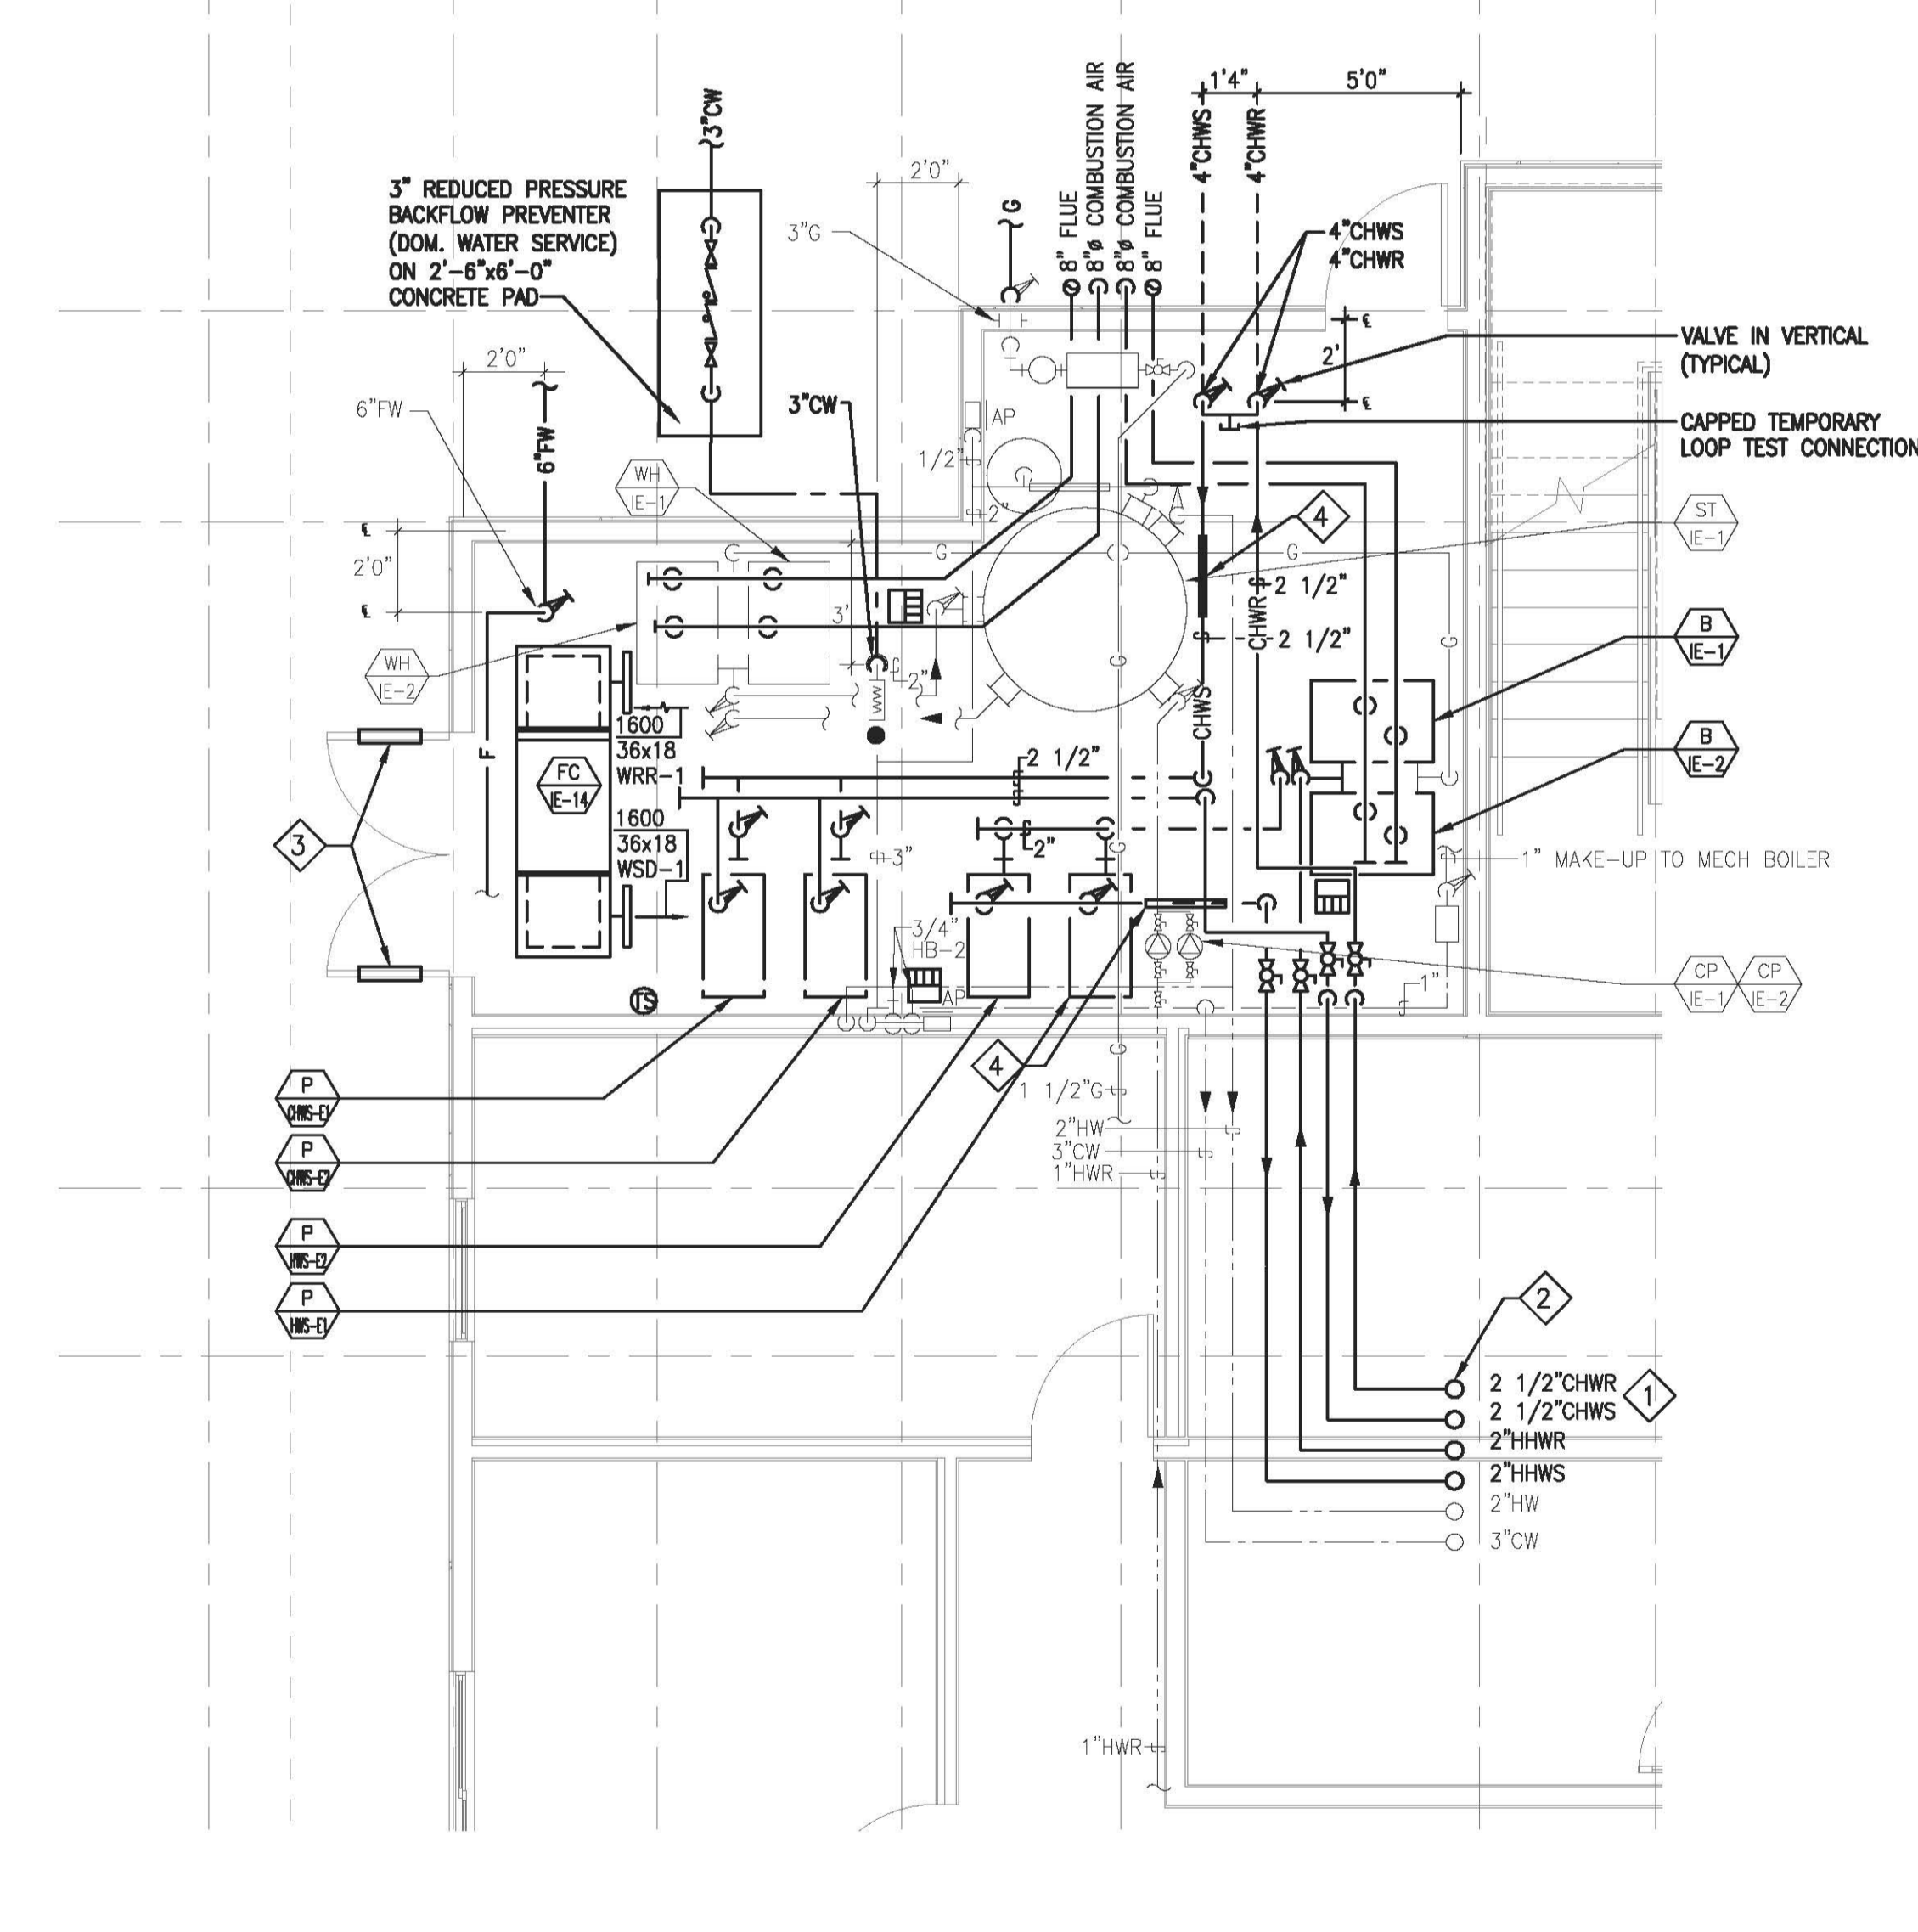 1'4"
5'0"
3"CW
4"CHWS
4"CHWR
8" FLUE
8"ø COMBUSTION AIR
8"ø COMBUSTION AIR
8" FLUE
G
2'0"
3" REDUCED PRESSURE
BACKFLOW PREVENTER
(DOM. WATER SERVICE)
ON 2'-6"x6'-0"
CONCRETE PAD
3"G
4"CHWS
4"CHWR
VALVE IN VERTICAL
(TYPICAL)
2'
2'0"
6"FW
6"FW
3"CW
AP
1/2"
CAPPED TEMPORARY
LOOP TEST CONNECTION
WH
IE-1
2"
4
ST
IE-1
G
G
2'0"
2 1/2"
2 1/2"
CHWR
3'
G
G
B
IE-1
WH
IE-2
2"
CHWS
1600
36x18
WRR-1
F
FC
IE-14
2 1/2"
B
IE-2
1600
36x18
WSD-1
3
2"
G
3"
1" MAKE-UP TO MECH BOILER
3/4"
HB-2
AP
TS
1"
CP
IE-1
CP
IE-2
4
G
1 1/2"G
P
CHWS-E1
2"HW
3"CW
1"HWR
P
CHWS-E2
P
HWS-E2
P
HWS-E1
2
2 1/2"CHWR
2 1/2"CHWS
1
2"HHWR
2"HHWS
2"HW
3"CW
1"HWR